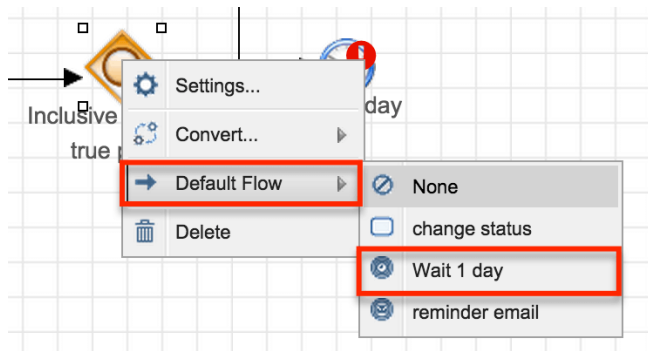 Settings...
Inclusive
day
Convert...
true
Default Flow
None
change status
Delete
Wait 1 day
reminder email